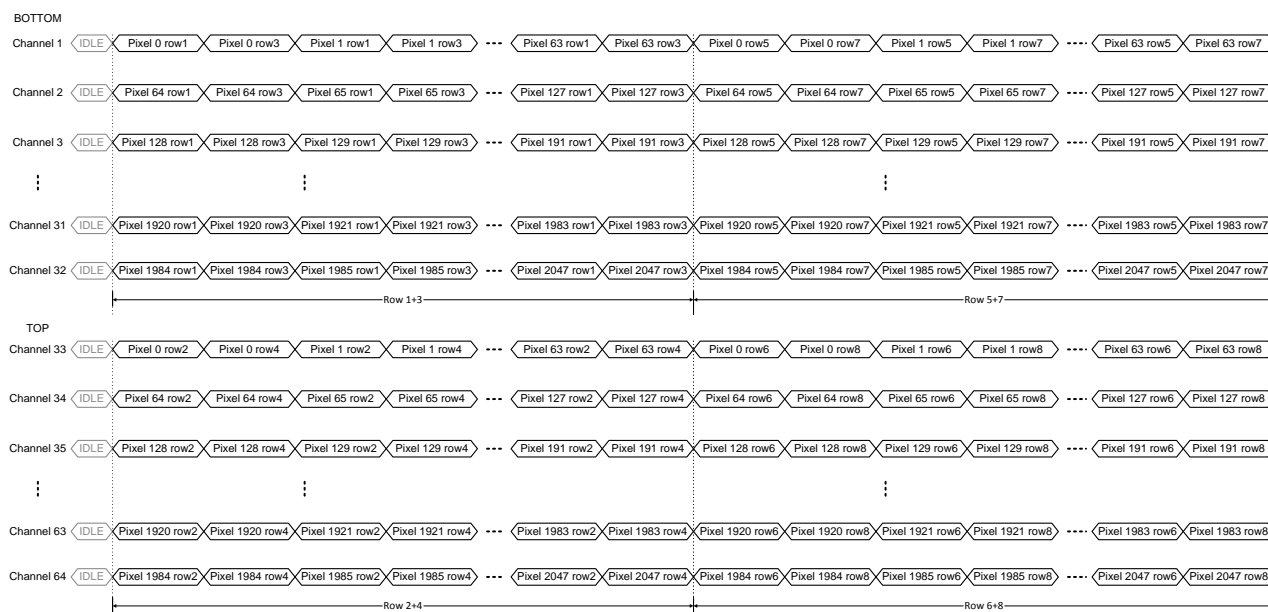 BOTTOM
Channel 1 IDLE Pixel 0 row1 Pixel 0 row3 Pixel 1 row1 Pixel 1 row3 Pixel 63 row1 Pixel 63 row3 Pixel 0 row5 Pixel 0 row7 Pixel 1 row5 Pixel 1 row7 Pixel 63 row5 Pixel 63 row7
Channel 2 IDLE Pixel 64 row1 Pixel 64 row3 Pixel 65 row1 Pixel 65 row3 Pixel 127 row1 Pixel 127 row3 Pixel 64 row5 Pixel 64 row7 Pixel 65 row5 Pixel 65 row7 Pixel 127 row5 Pixel 127 row7
Channel 3 IDLE Pixel 128 row1 Pixel 128 row3 Pixel 129 row1 Pixel 129 row3 Pixel 191 row1 Pixel 191 row3 Pixel 128 row5 Pixel 128 row7 Pixel 129 row5 Pixel 129 row7 Pixel 191 row5 Pixel 191 row7
Channel 31 IDLE Pixel 1920 row1 Pixel 1920 row3 Pixel 1921 row1 Pixel 1921 row3 Pixel 1983 row1 Pixel 1983 row3 Pixel 1920 row5 Pixel 1920 row7 Pixel 1921 row5 Pixel 1921 row7 Pixel 1983 row5 Pixel 1983 row7
Channel 32 IDLE Pixel 1984 row1 Pixel 1984 row3 Pixel 1985 row1 Pixel 1985 row3 Pixel 2047 row1 Pixel 2047 row3 Pixel 1984 row5 Pixel 1984 row7 Pixel 1985 row5 Pixel 1985 row7 Pixel 2047 row5 Pixel 2047 row7
Row 1+3 Row 5+7
TOP
Channel 33 IDLE Pixel 0 row2 Pixel 0 row4 Pixel 1 row2 Pixel 1 row4 Pixel 63 row2 Pixel 63 row4 Pixel 0 row6 Pixel 0 row8 Pixel 1 row6 Pixel 1 row8 Pixel 63 row6 Pixel 63 row8
Channel 34 IDLE Pixel 64 row2 Pixel 64 row4 Pixel 65 row2 Pixel 65 row4 Pixel 127 row2 Pixel 127 row4 Pixel 64 row6 Pixel 64 row8 Pixel 65 row6 Pixel 65 row8 Pixel 127 row6 Pixel 127 row8
Channel 35 IDLE Pixel 128 row2 Pixel 128 row4 Pixel 129 row2 Pixel 129 row4 Pixel 191 row2 Pixel 191 row4 Pixel 128 row6 Pixel 128 row8 Pixel 129 row6 Pixel 129 row8 Pixel 191 row6 Pixel 191 row8
Channel 63 IDLE Pixel 1920 row2 Pixel 1920 row4 Pixel 1921 row2 Pixel 1921 row4 Pixel 1983 row2 Pixel 1983 row4 Pixel 1920 row6 Pixel 1920 row8 Pixel 1921 row6 Pixel 1921 row8 Pixel 1983 row6 Pixel 1983 row8
Channel 64 IDLE Pixel 1984 row2 Pixel 1984 row4 Pixel 1985 row2 Pixel 1985 row4 Pixel 2047 row2 Pixel 2047 row4 Pixel 1984 row6 Pixel 1984 row8 Pixel 1985 row6 Pixel 1985 row8 Pixel 2047 row6 Pixel 2047 row8
Row 2+4 Row 6+8